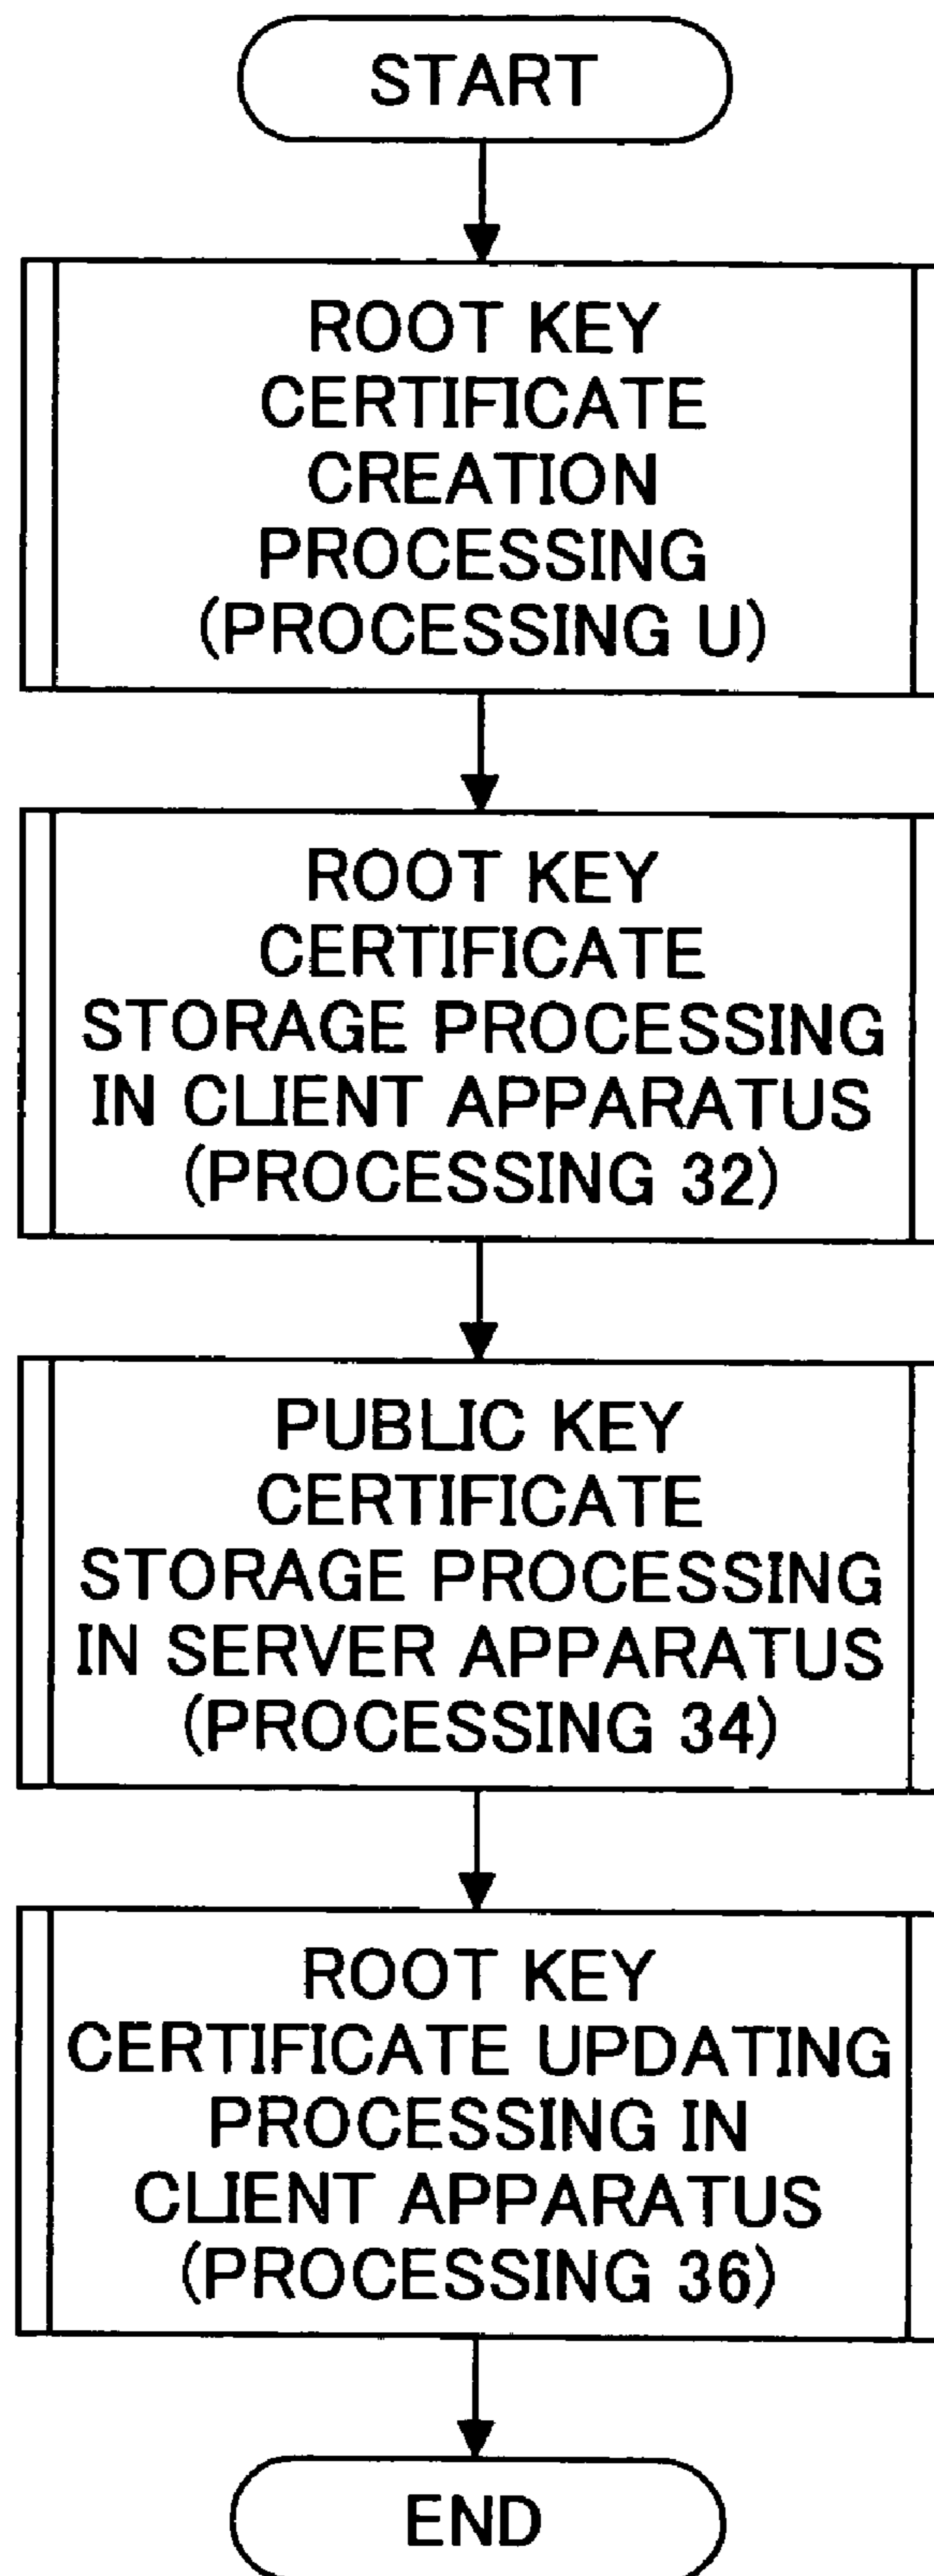 START
ROOT KEY
CERTIFICATE
CREATION
PROCESSING
(PROCESSING U)
ROOT KEY
CERTIFICATE
STORAGE PROCESSING
IN CLIENT APPARATUS
(PROCESSING 32)
PUBLIC KEY
CERTIFICATE
STORAGE PROCESSING
IN SERVER APPARATUS
(PROCESSING 34)
ROOT KEY
CERTIFICATE UPDATING
PROCESSING IN
CLIENT APPARATUS
(PROCESSING 36)
END